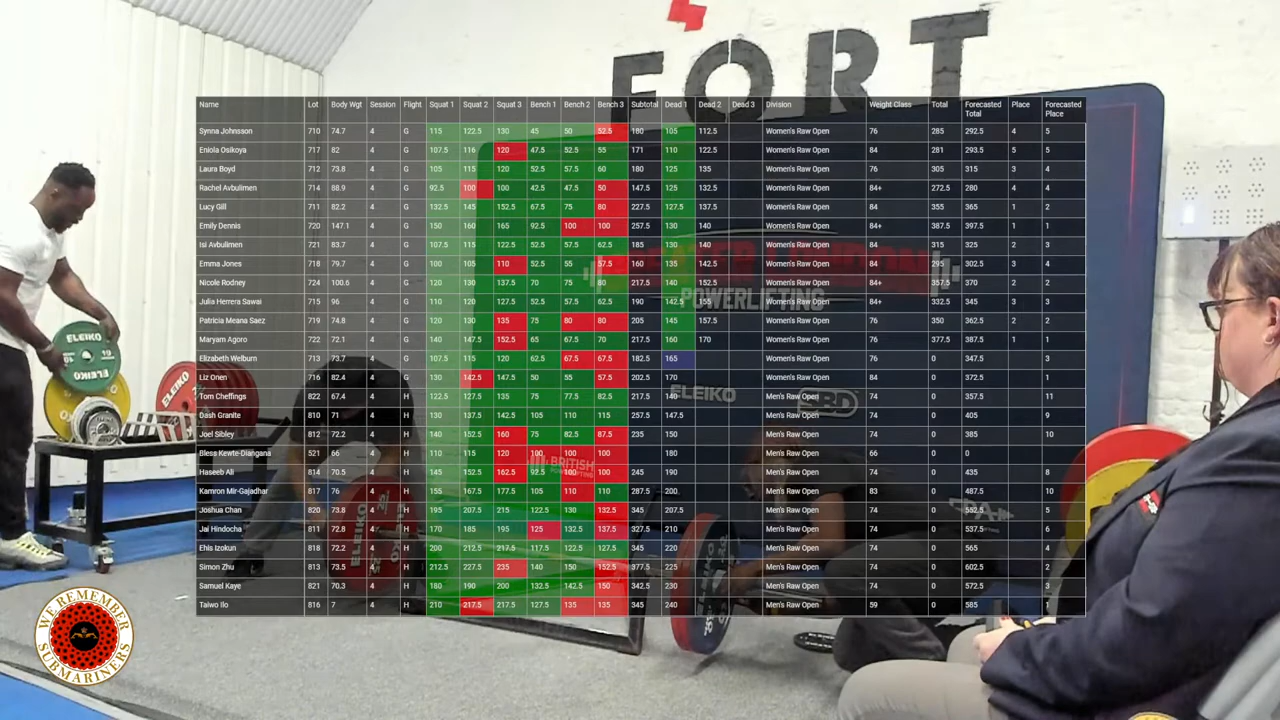 FORT
Name Lot Body Wgt Session Flight Squat 1 Squat 2 Squat 3 Bench 1 Bench 2 Bench 3 Subtotal Dead 1 Dead 2 Dead 3 Division Weight Class Total Forecasted Total Place Forecasted Place
Synna Johnsson 710 74.7 4 G 115 122.5 130 45 50 52.5 180 105 112.5 Women's Raw Open 76 285 292.5 4 5
Eniola Osikoya 717 82 4 G 107.5 116 120 47.5 52.5 55 171 110 122.5 Women's Raw Open 84 281 293.5 5 5
Laura Boyd 712 73.8 4 G 105 115 120 52.5 57.5 60 180 125 135 Women's Raw Open 76 305 315 3 4
Rachel Avbulimen 714 88.9 4 G 92.5 100 100 42.5 47.5 50 147.5 125 132.5 Women's Raw Open 84+ 272.5 280 4 4
Lucy Gill 711 82.2 4 G 132.5 145 152.5 67.5 75 80 227.5 127.5 137.5 Women's Raw Open 84 355 365 1 2
Emily Dennis 720 147.1 4 G 150 160 165 92.5 100 100 257.5 130 140 Women's Raw Open 84+ 387.5 397.5 1 1
Isi Avbulimen 721 83.7 4 G 107.5 115 122.5 52.5 57.5 62.5 185 130 140 Women's Raw Open 84 315 325 2 3
Emma Jones 718 79.7 4 G 100 105 110 52.5 55 57.5 160 135 142.5 Women's Raw Open 84 295 302.5 3 4
Nicole Rodney 724 100.6 4 G 120 130 137.5 70 75 80 217.5 140 152.5 Women's Raw Open 84+ 357.5 370 2 2
Julia Herrera Sawai 715 96 4 G 110 120 127.5 52.5 57.5 62.5 190 142.5 155 Women's Raw Open 84+ 332.5 345 3 3
Patricia Meana Saez 719 74.8 4 G 120 130 135 75 80 80 205 145 157.5 Women's Raw Open 76 350 362.5 2 2
Maryam Agoro 722 72.1 4 G 140 147.5 152.5 65 67.5 70 217.5 160 170 Women's Raw Open 76 377.5 387.5 1 1
Elizabeth Welburn 713 73.7 4 G 107.5 115 120 62.5 67.5 67.5 182.5 165 Women's Raw Open 76 0 347.5 3
Liz Onen 716 82.4 4 G 130 142.5 147.5 50 55 57.5 202.5 170 Women's Raw Open 84 0 372.5
Tom Cheffings 822 67.4 4 H 122.5 127.5 135 75 77.5 82.5 217.5 140 Men's Raw Open 74 0 357.5 11
Dash Granite 810 71 4 H 130 137.5 142.5 105 110 115 257.5 147.5 Men's Raw Open 74 0 405 9
Joel Sibley 812 72.2 4 H 140 152.5 160 75 82.5 87.5 235 150 Men's Raw Open 74 0 385 10
Bless Kewte-Diangana 521 66 4 H 110 115 120 100 100 100 180 Men's Raw Open 66 0 0
Haseeb Ali 814 70.5 4 H 145 152.5 162.5 92.5 100 100 245 190 Men's Raw Open 74 0 435 8
Kamron Mir-Gajadhar 817 76 4 H 155 167.5 177.5 105 110 110 287.5 200 Men's Raw Open 83 0 487.5 10
Joshua Chan 820 73.8 4 H 195 207.5 215 122.5 130 132.5 345 207.5 Men's Raw Open 74 0 552.5 5
Jai Hindocha 811 72.8 4 H 170 185 195 125 132.5 137.5 327.5 210 Men's Raw Open 74 0 537.5 6
Ehis Izokun 818 72.2 4 H 200 212.5 217.5 117.5 122.5 127.5 345 220 Men's Raw Open 74 0 565 4
Simon Zhu 813 73.5 4 H 212.5 227.5 235 140 150 152.5 377.5 225 Men's Raw Open 74 0 602.5 2
Samuel Kaye 821 70.3 4 H 180 190 200 132.5 142.5 150 342.5 230 Men's Raw Open 74 0 572.5 3
Taiwo Ilo 816 7 4 H 210 217.5 217.5 127.5 135 135 345 240 Men's Raw Open 59 0 585 1
POWERLIFTING
ELEIKO
SBD
BRITISH
ELEIKO
10
ELEIKO
WE REMEMBER
SUBMARINERS